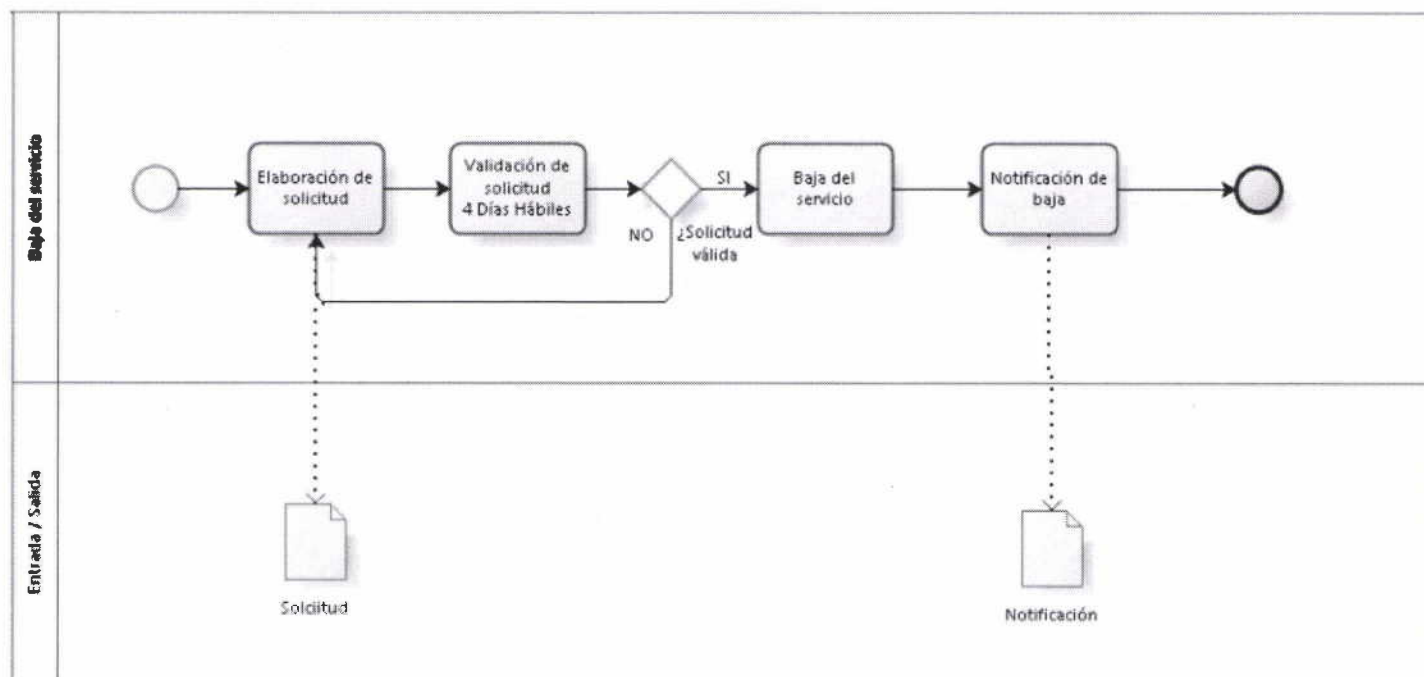 Baja del servicio
Elaboración de
solicitud
Validación de
solicitud
4 Días Hábiles
SI
NO
¿Solicitud
válida
Baja del
servicio
Notificación de
baja
Entrada / Salida
Solciitud
Notificación